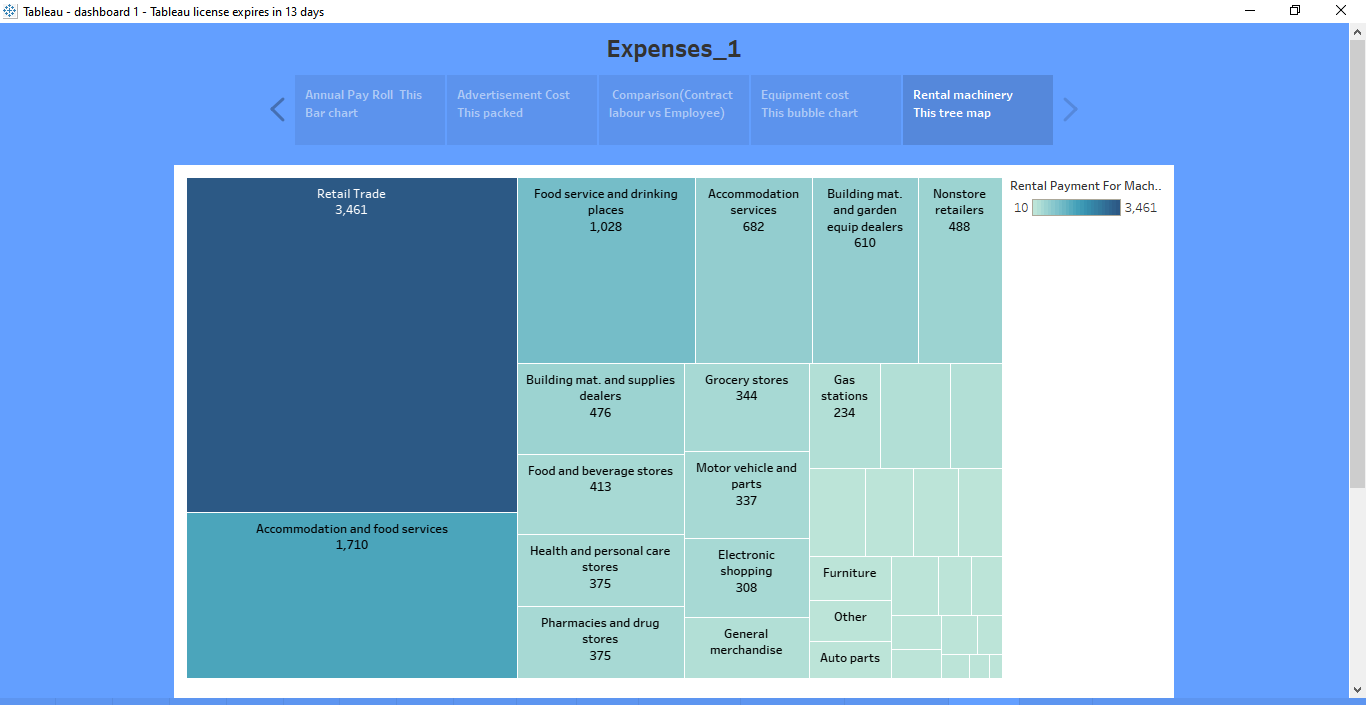 Tableau - dashboard 1 - Tableau license expires in 13 days
Expenses_1
Annual Pay Roll  This
Bar chart
Advertisement Cost
This packed
Comparison(Contract
labour vs Employee)
Equipment cost
This bubble chart
Rental machinery
This tree map
Retail Trade
3,461
Accommodation and food services
1,710
Food service and drinking
places
1,028
Accommodation
services
682
Building mat.
and garden
equip dealers
610
Nonstore
retailers
488
Building mat. and supplies
dealers
476
Food and beverage stores
413
Health and personal care
stores
375
Pharmacies and drug
stores
375
Grocery stores
344
Motor vehicle and
parts
337
Electronic
shopping
308
General
merchandise
Gas
stations
234
Furniture
Other
Auto parts
Rental Payment For Mach..
10
3,461